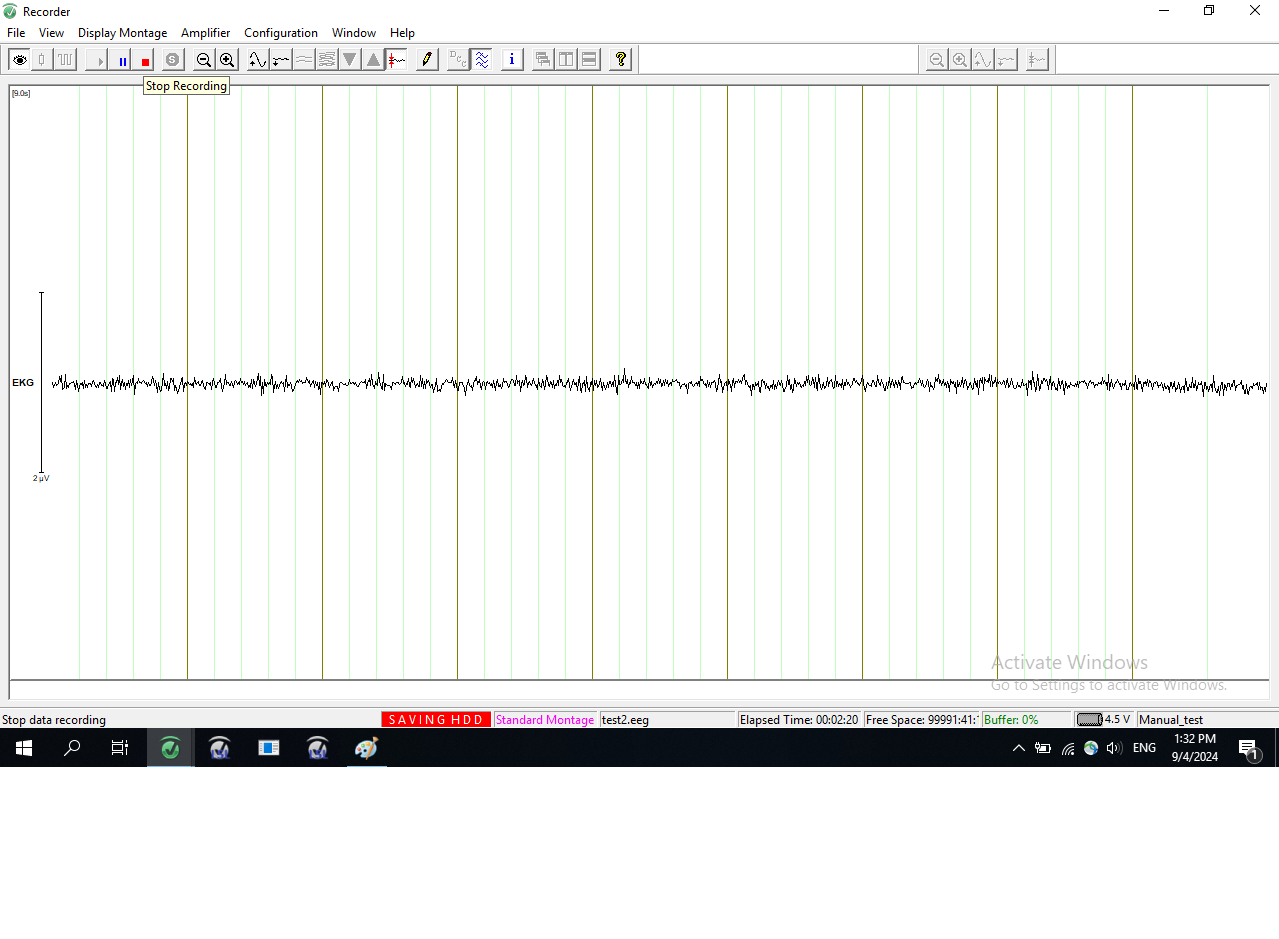 Recorder
File View Display Montage Amplifier Configuration Window Help
S D C C i ?
Stop Recording
[9.0s]
EKG
2 µV
Activate Windows
Go to Settings to activate Windows.
Stop data recording SAVING HDD Standard Montage test2.eeg Elapsed Time: 00:02:20 Free Space: 99991:41: Buffer: 0% 4.5 V Manual_test
ENG
1:32 PM
9/4/2024
1